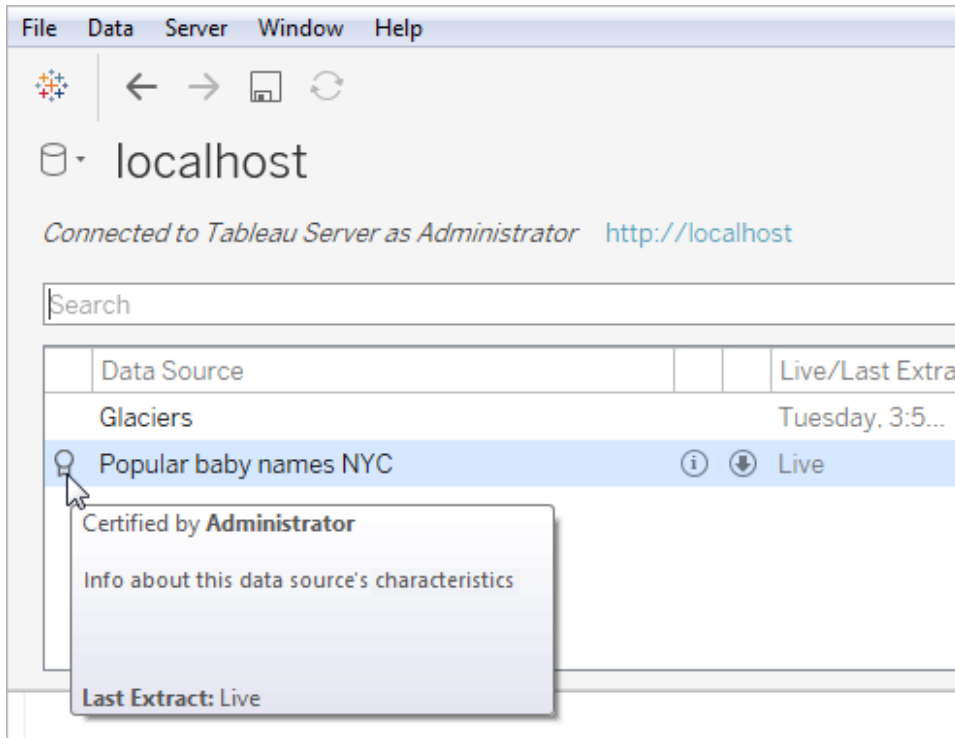 File Data Server Window Help
localhost
Connected to Tableau Server as Administrator http://localhost
Search
Data Source Live/Last Extra
Glaciers Tuesday, 3:5...
Popular baby names NYC Live
Certified by Administrator
Info about this data source's characteristics
Last Extract: Live